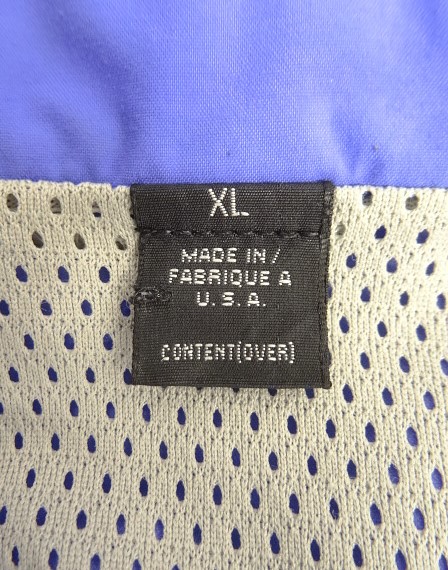 XL
MADE IN/
FABRIQUE A
U.S.A.
CONTENT(OVER)